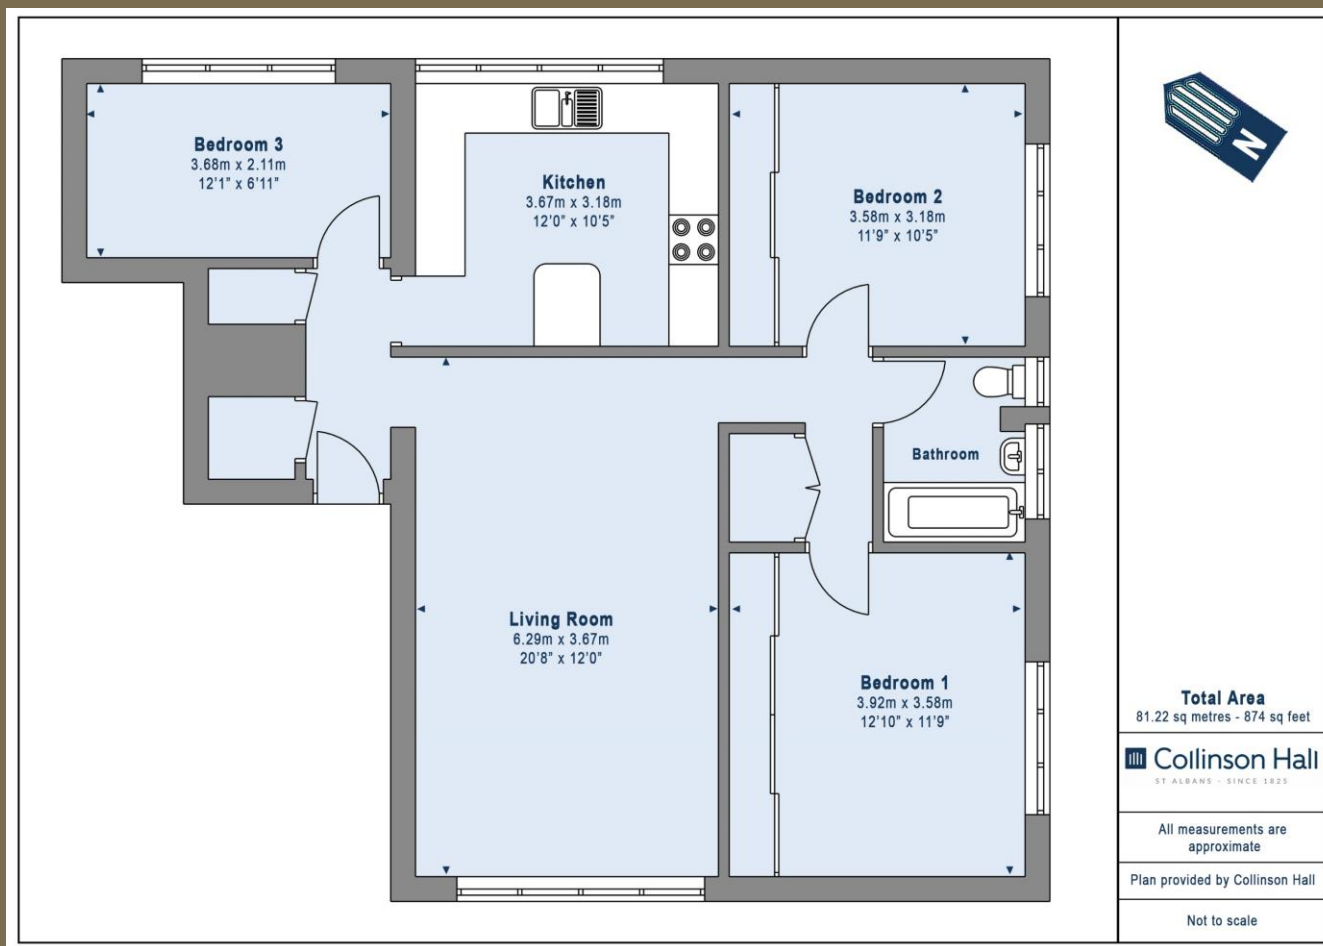 Bedroom 3
3.68m x 2.11m
12'1" x 6'11"
Kitchen
3.67m x 3.18m
12'0" x 10'5"
Bedroom 2
3.58m x 3.18m
11'9" x 10'5"
Bathroom
Living Room
6.29m x 3.67m
20'8" x 12'0"
Bedroom 1
3.92m x 3.58m
12'10" x 11'9"
N
Total Area
81.22 sq metres - 874 sq feet
Collinson Hall
ST ALBANS - SINCE 1825
All measurements are
approximate
Plan provided by Collinson Hall
Not to scale